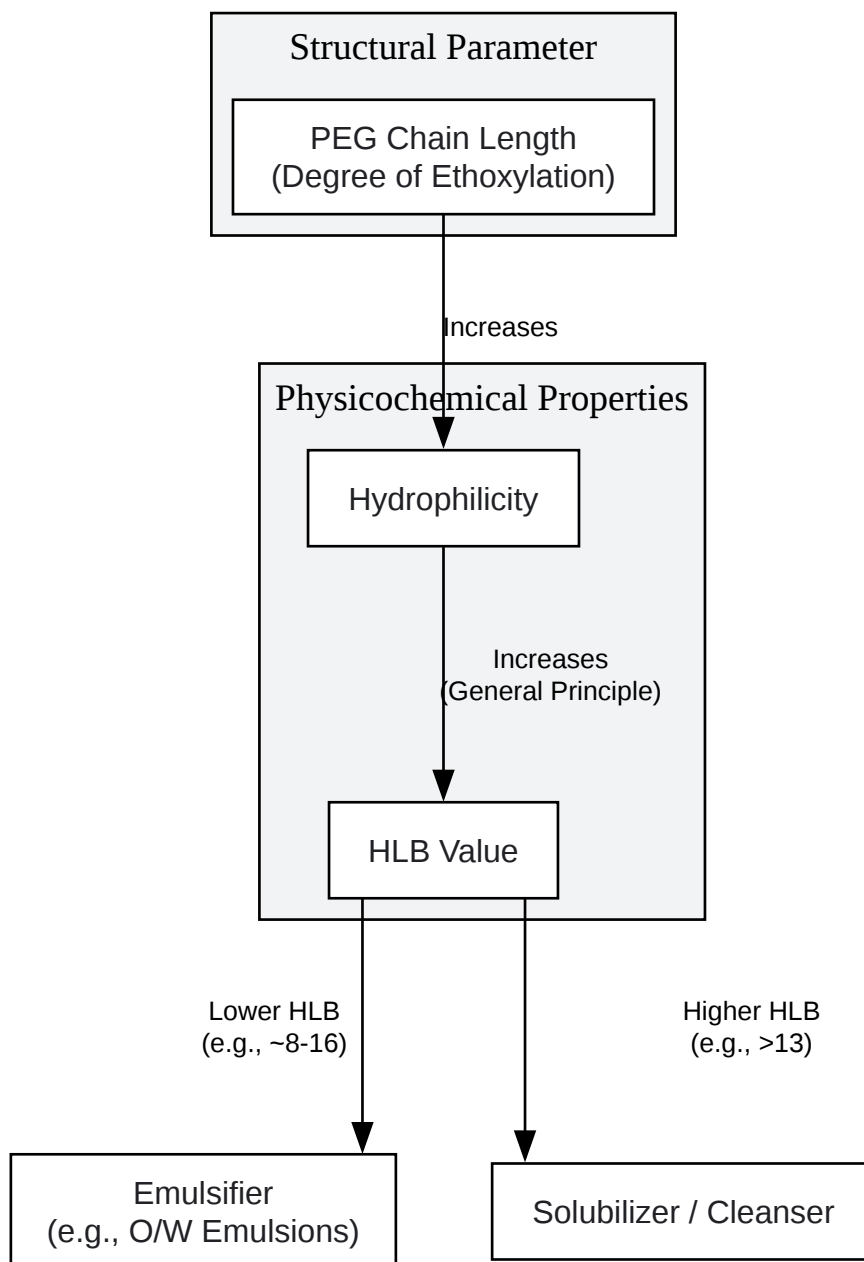 Structural Parameter
PEG Chain Length
(Degree of Ethoxylation)
Increases
Physicochemical Properties
Hydrophilicity
Increases
(General Principle)
HLB Value
Lower HLB
(e.g., ~8-16)
Higher HLB
(e.g., >13)
Emulsifier
(e.g., O/W Emulsions)
Solubilizer / Cleanser